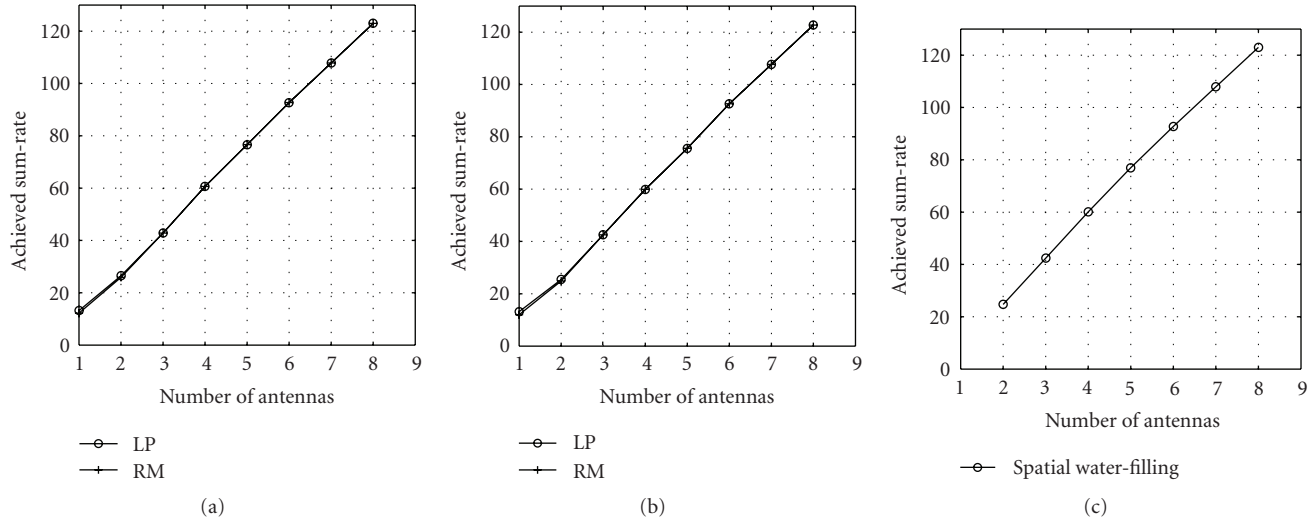 Achieved sum-rate
120
100
80
60
40
20
0
1 2 3 4 5 6 7 8 9
Number of antennas
LP
RM
(a)
Achieved sum-rate
120
100
80
60
40
20
0
1 2 3 4 5 6 7 8 9
Number of antennas
LP
RM
(b)
Achieved sum-rate
120
100
80
60
40
20
0
1 2 3 4 5 6 7 8 9
Number of antennas
Spatial water-filling
(c)